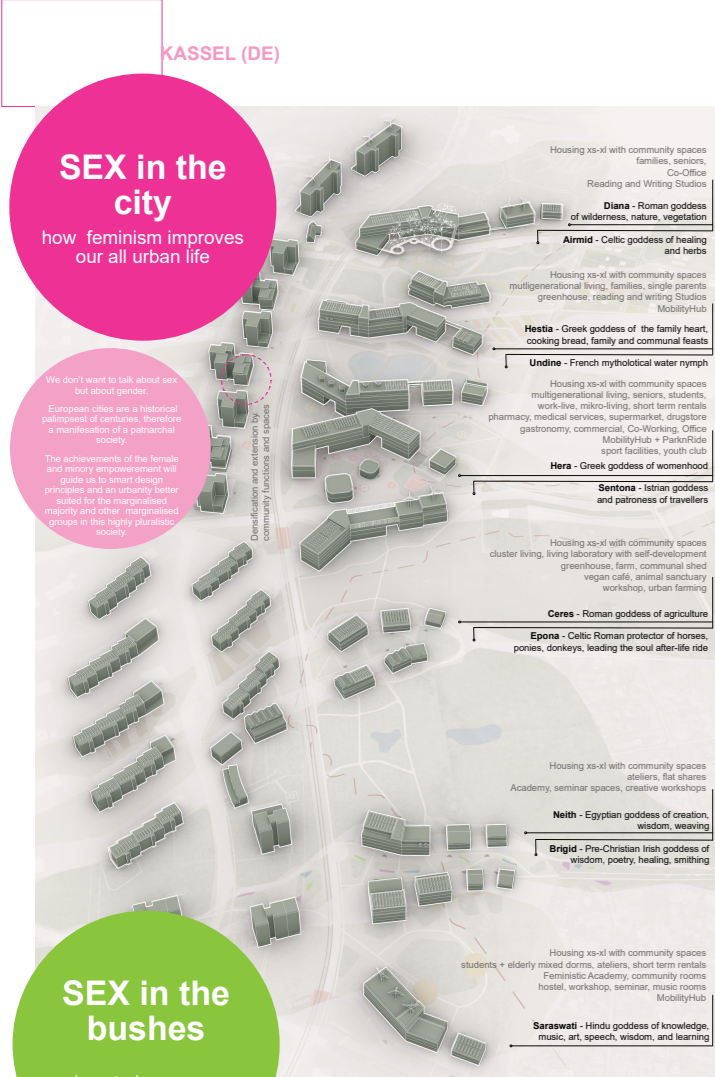 KASSEL (DE)
SEX in the
city
how feminism improves
our all urban life
We don't want to talk about sex
but about gender.
European cities are a historical
palimpsest of centuries, therefore
a manifesation of a patriarchal
society.
The achievements of the female
and minory empowerement will
guide us to smart design
principles and an urbanity better
suited for the marginalised
majority and other marginalised
groups in this highly pluralistic
society.
Densification and extension by
community functions and spaces
Housing xs-xl with community spaces
families, seniors,
Co-Office
Reading and Writing Studios
Diana - Roman goddess
of wilderness, nature, vegetation
Airmid - Celtic goddess of healing
and herbs
Housing xs-xl with community spaces
mutligenerational living, families, single parents
greenhouse, reading and writing Studios
MobilityHub
Hestia - Greek goddess of the family heart,
cooking bread, family and communal feasts
Undine - French mytholotical water nymph
Housing xs-xl with community spaces
multigenerational living, seniors, students,
work-live, mikro-living, short term rentals
pharmacy, medical services, supermarket, drugstore
gastronomy, commercial, Co-Working, Office
MobilityHub + ParknRide
sport facilities, youth club
Hera - Greek goddess of womenhood
Sentona - Istrian goddess
and patroness of travellers
Housing xs-xl with community spaces
cluster living, living laboratory with self-development
greenhouse, farm, communal shed
vegan café, animal sanctuary
workshop, urban farming
Ceres - Roman goddess of agriculture
Epona - Celtic Roman protector of horses,
ponies, donkeys, leading the soul after-life ride
Housing xs-xl with community spaces
ateliers, flat shares
Academy, seminar spaces, creative workshops
Neith - Egyptian goddess of creation,
wisdom, weaving
Brigid - Pre-Christian Irish goddess of
wisdom, poetry, healing, smithing
Housing xs-xl with community spaces
students + elderly mixed dorms, ateliers, short term rentals
Feministic Academy, community rooms
hostel, workshop, seminar, music rooms
MobilityHub
Saraswati - Hindu goddess of knowledge,
music, art, speech, wisdom, and learning
SEX in the
bushes